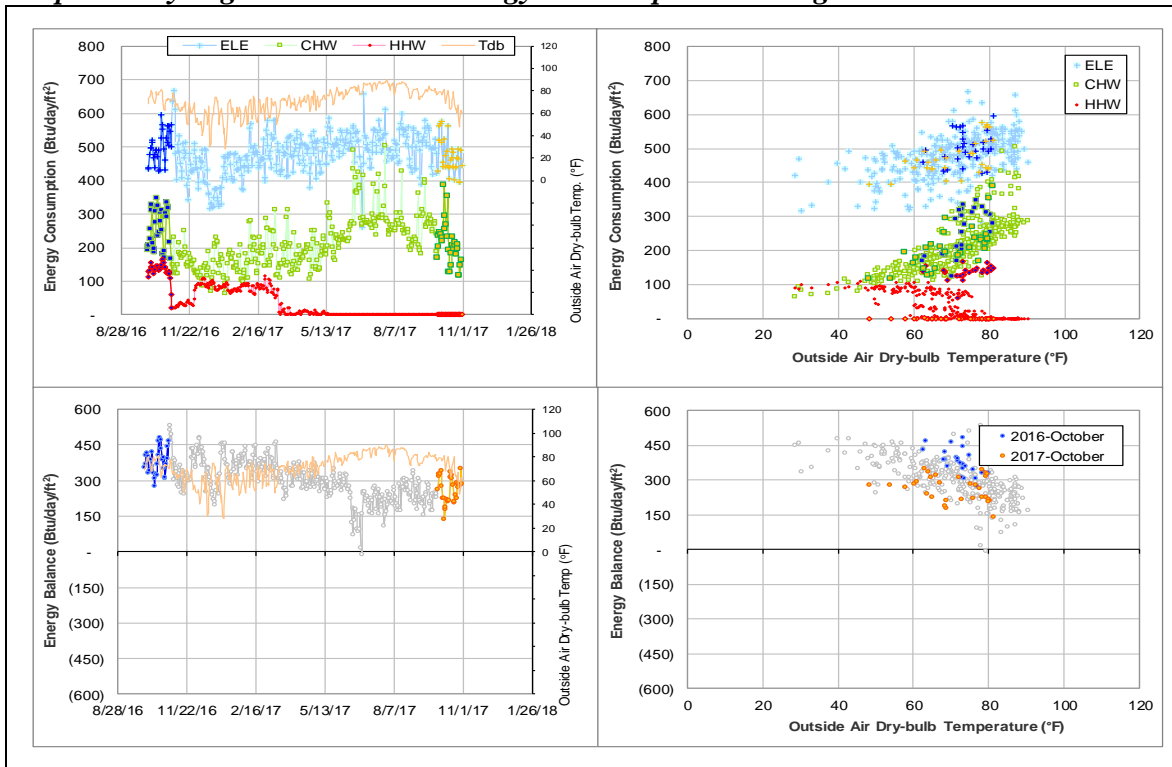 ELE CHW HHW Tdb
Energy Consumption (Btu/day/ft²)
800
700
600
500
400
300
200
100
-
120
100
80
60
40
20
0
Outside Air Dry-bulb Temp. (°F)
8/28/16 11/22/16 2/16/17 5/13/17 8/7/17 11/1/17 1/26/18
ELE
CHW
HHW
Energy Consumption (Btu/day/ft²)
800
700
600
500
400
300
200
100
-
0 20 40 60 80 100 120
Outside Air Dry-bulb Temperature (°F)
Energy Balance (Btu/day/ft²)
600
450
300
150
-
(150)
(300)
(450)
(600)
120
100
80
60
40
20
0
Outside Air Dry-bulb Temp (°F)
8/28/16 11/22/16 2/16/17 5/13/17 8/7/17 11/1/17 1/26/18
2016-October
2017-October
Energy Balance (Btu/day/ft²)
600
450
300
150
-
(150)
(300)
(450)
(600)
0 20 40 60 80 100 120
Outside Air Dry-bulb Temperature (°F)